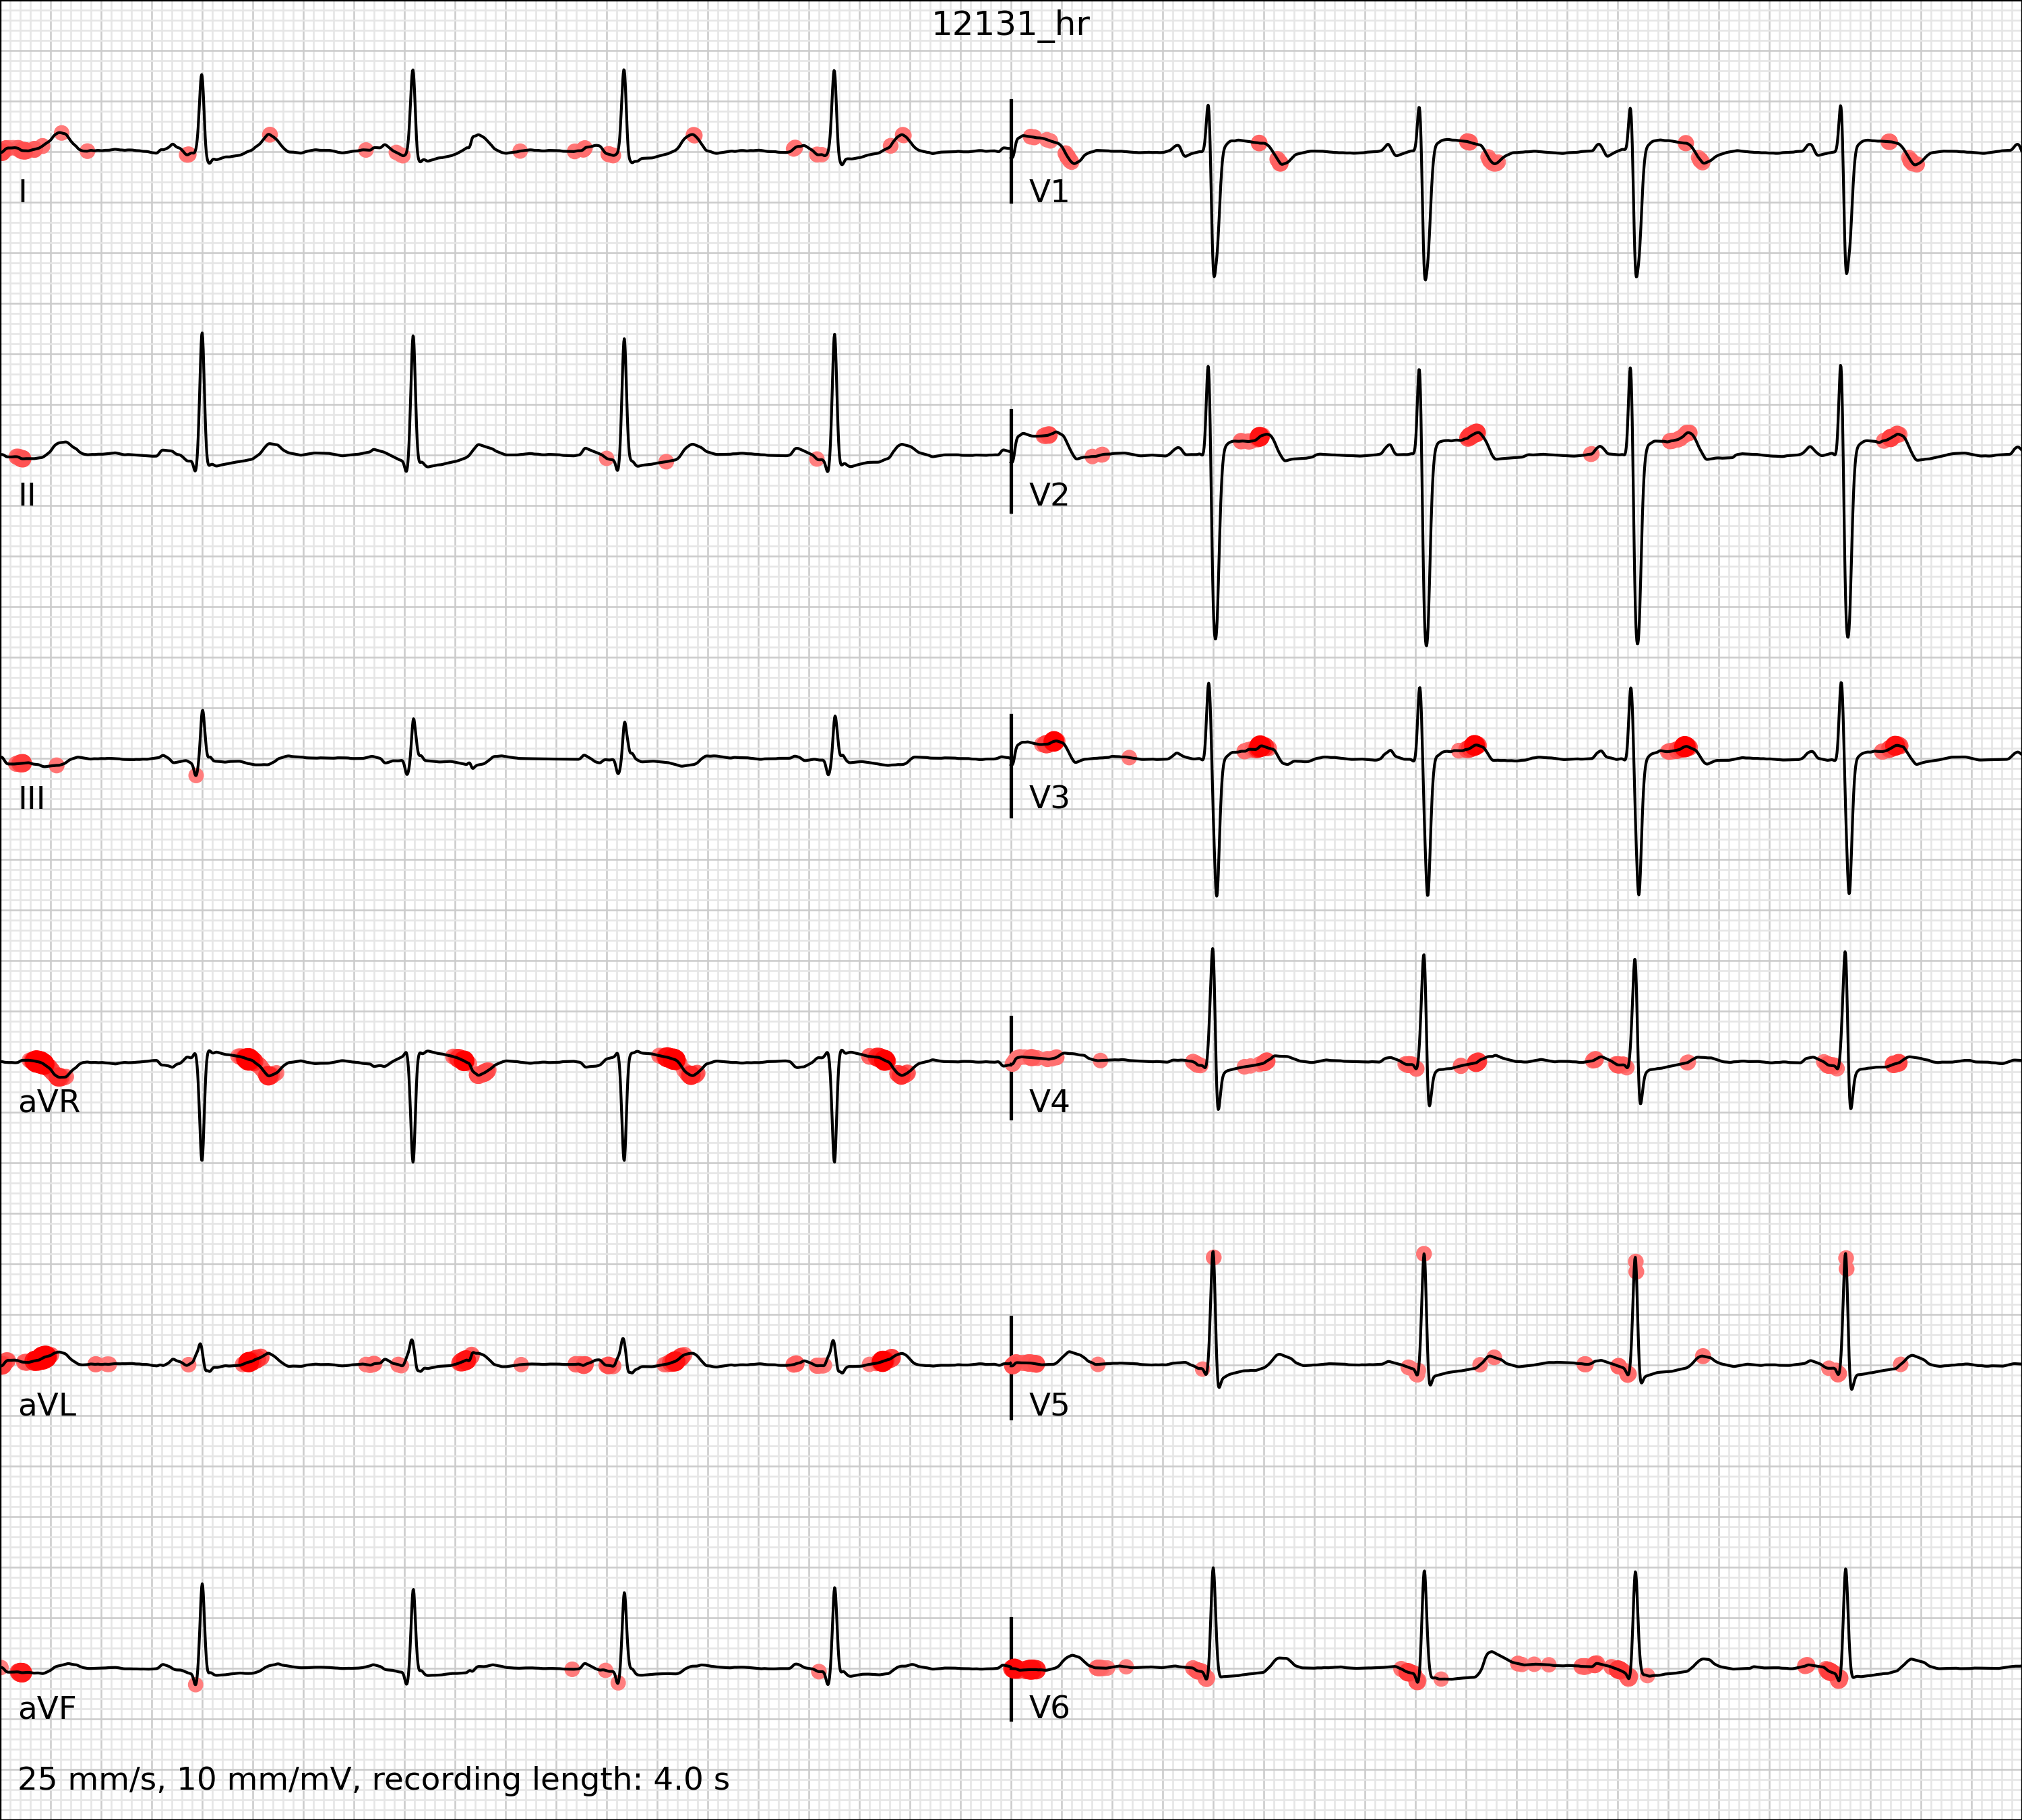 12131_hr
I
V1
II
V2
III
V3
aVR
V4
aVL
V5
aVF
V6
25 mm/s, 10 mm/mV, recording length: 4.0 s